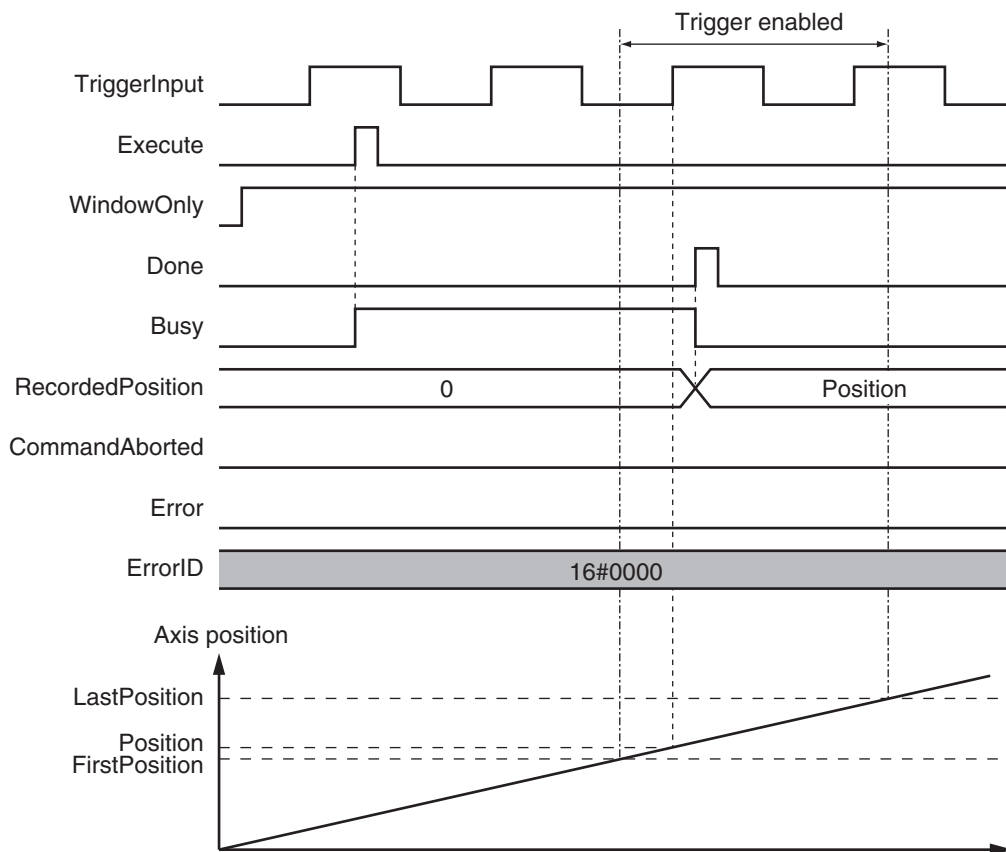 Trigger enabled
TriggerInput
Execute
WindowOnly
Done
Busy
RecordedPosition
0
Position
CommandAborted
Error
ErrorID
16#0000
Axis position
LastPosition
Position
FirstPosition